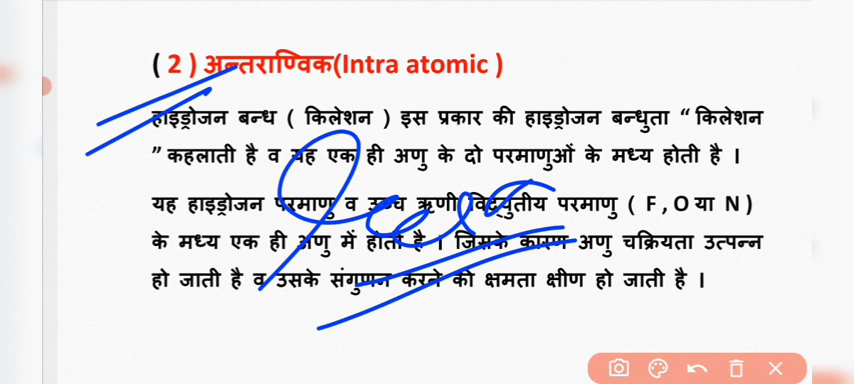 ( 2 ) अन्तराण्विक(Intra atomic )
हाइड्रोजन बन्ध ( किलेशन ) इस प्रकार की हाइड्रोजन बन्धुता “ किलेशन
” कहलाती है व यह एक ही अणु के दो परमाणुओं के मध्य होती है ।
यह हाइड्रोजन परमाणु व उच्च ऋणी विद्युतीय परमाणु ( F , O या N )
के मध्य एक ही अणु में होती है । जिसके कारण अणु चक्रियता उत्पन्न
हो जाती है व उसके संगुणन करने की क्षमता क्षीण हो जाती है ।